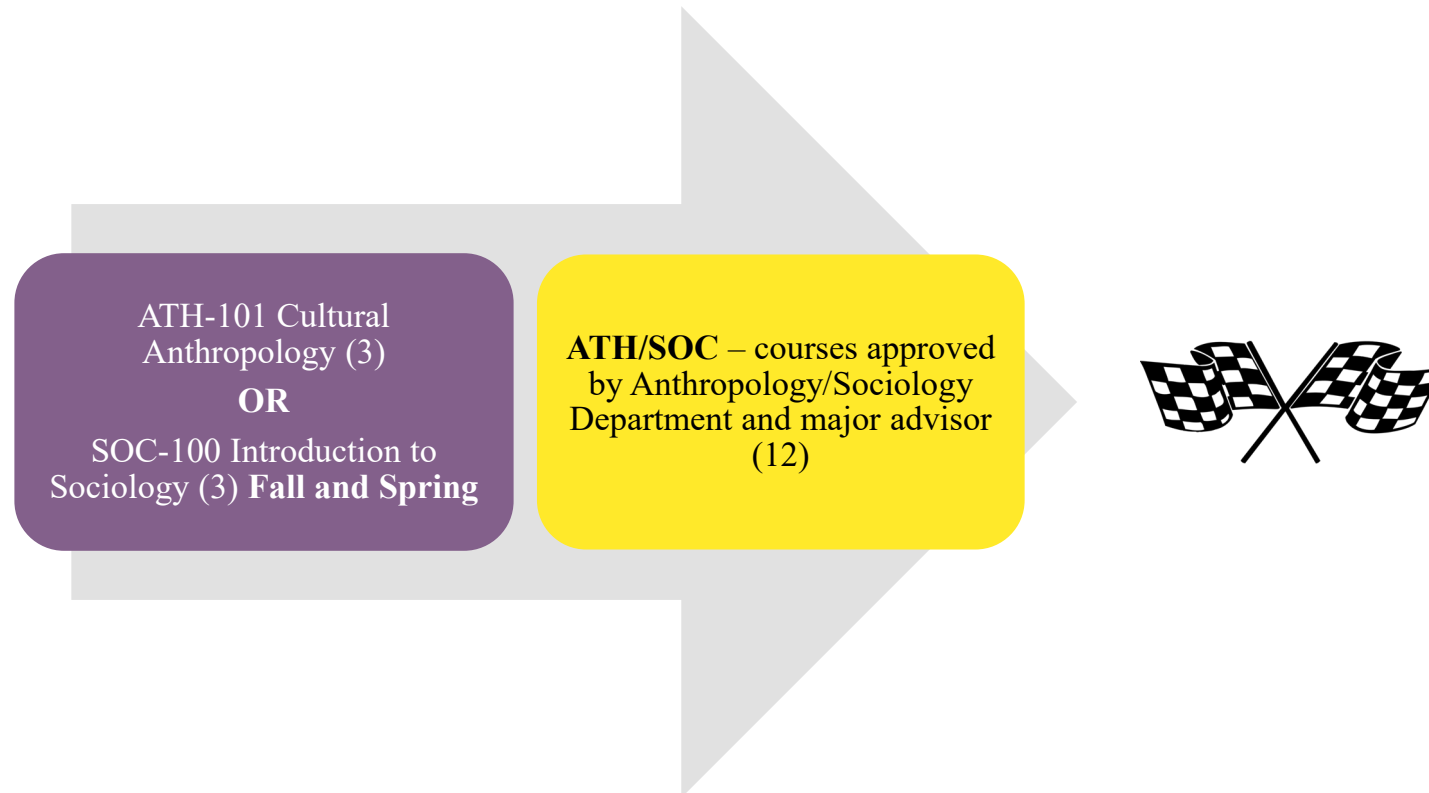 ATH-101 Cultural
Anthropology (3)
OR
SOC-100 Introduction to
Sociology (3) Fall and Spring
ATH/SOC – courses approved
by Anthropology/Sociology
Department and major advisor
(12)